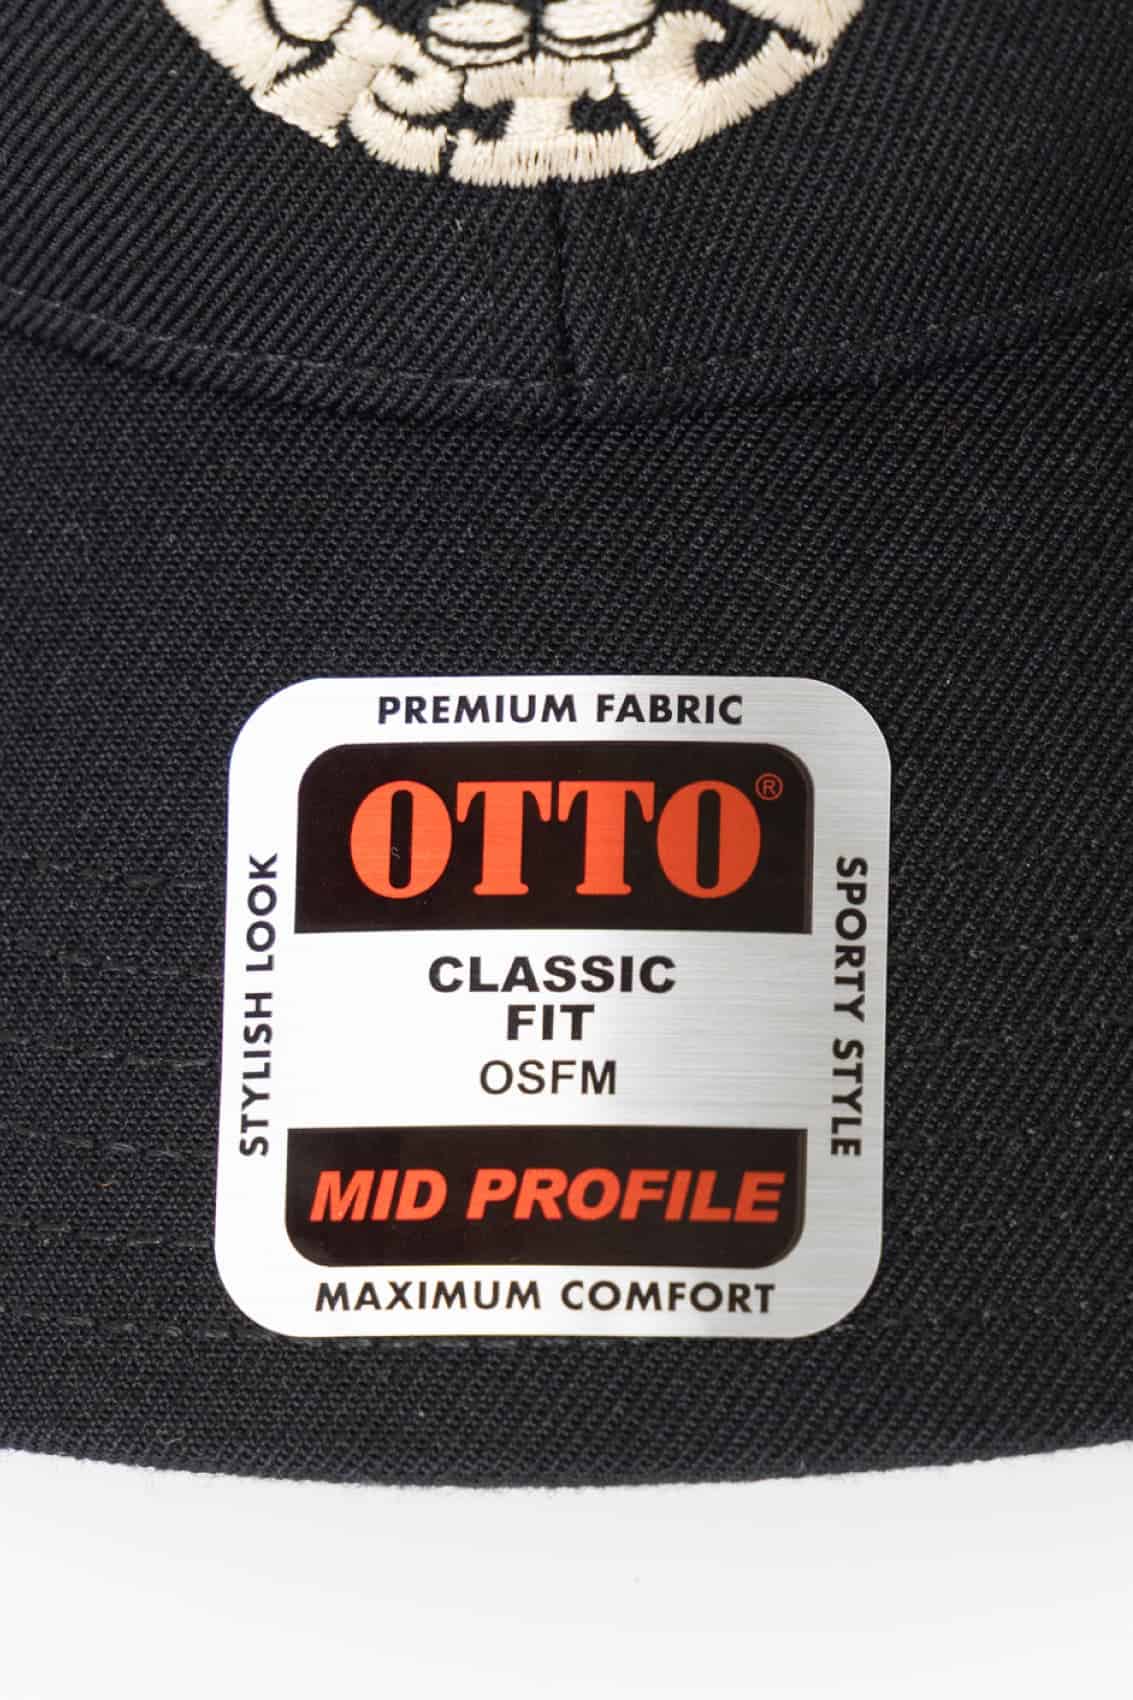 PREMIUM FABRIC
OTTO®
STYLISH LOOK
SPORTY STYLE
CLASSIC
FIT
OSFM
MID PROFILE
MAXIMUM COMFORT